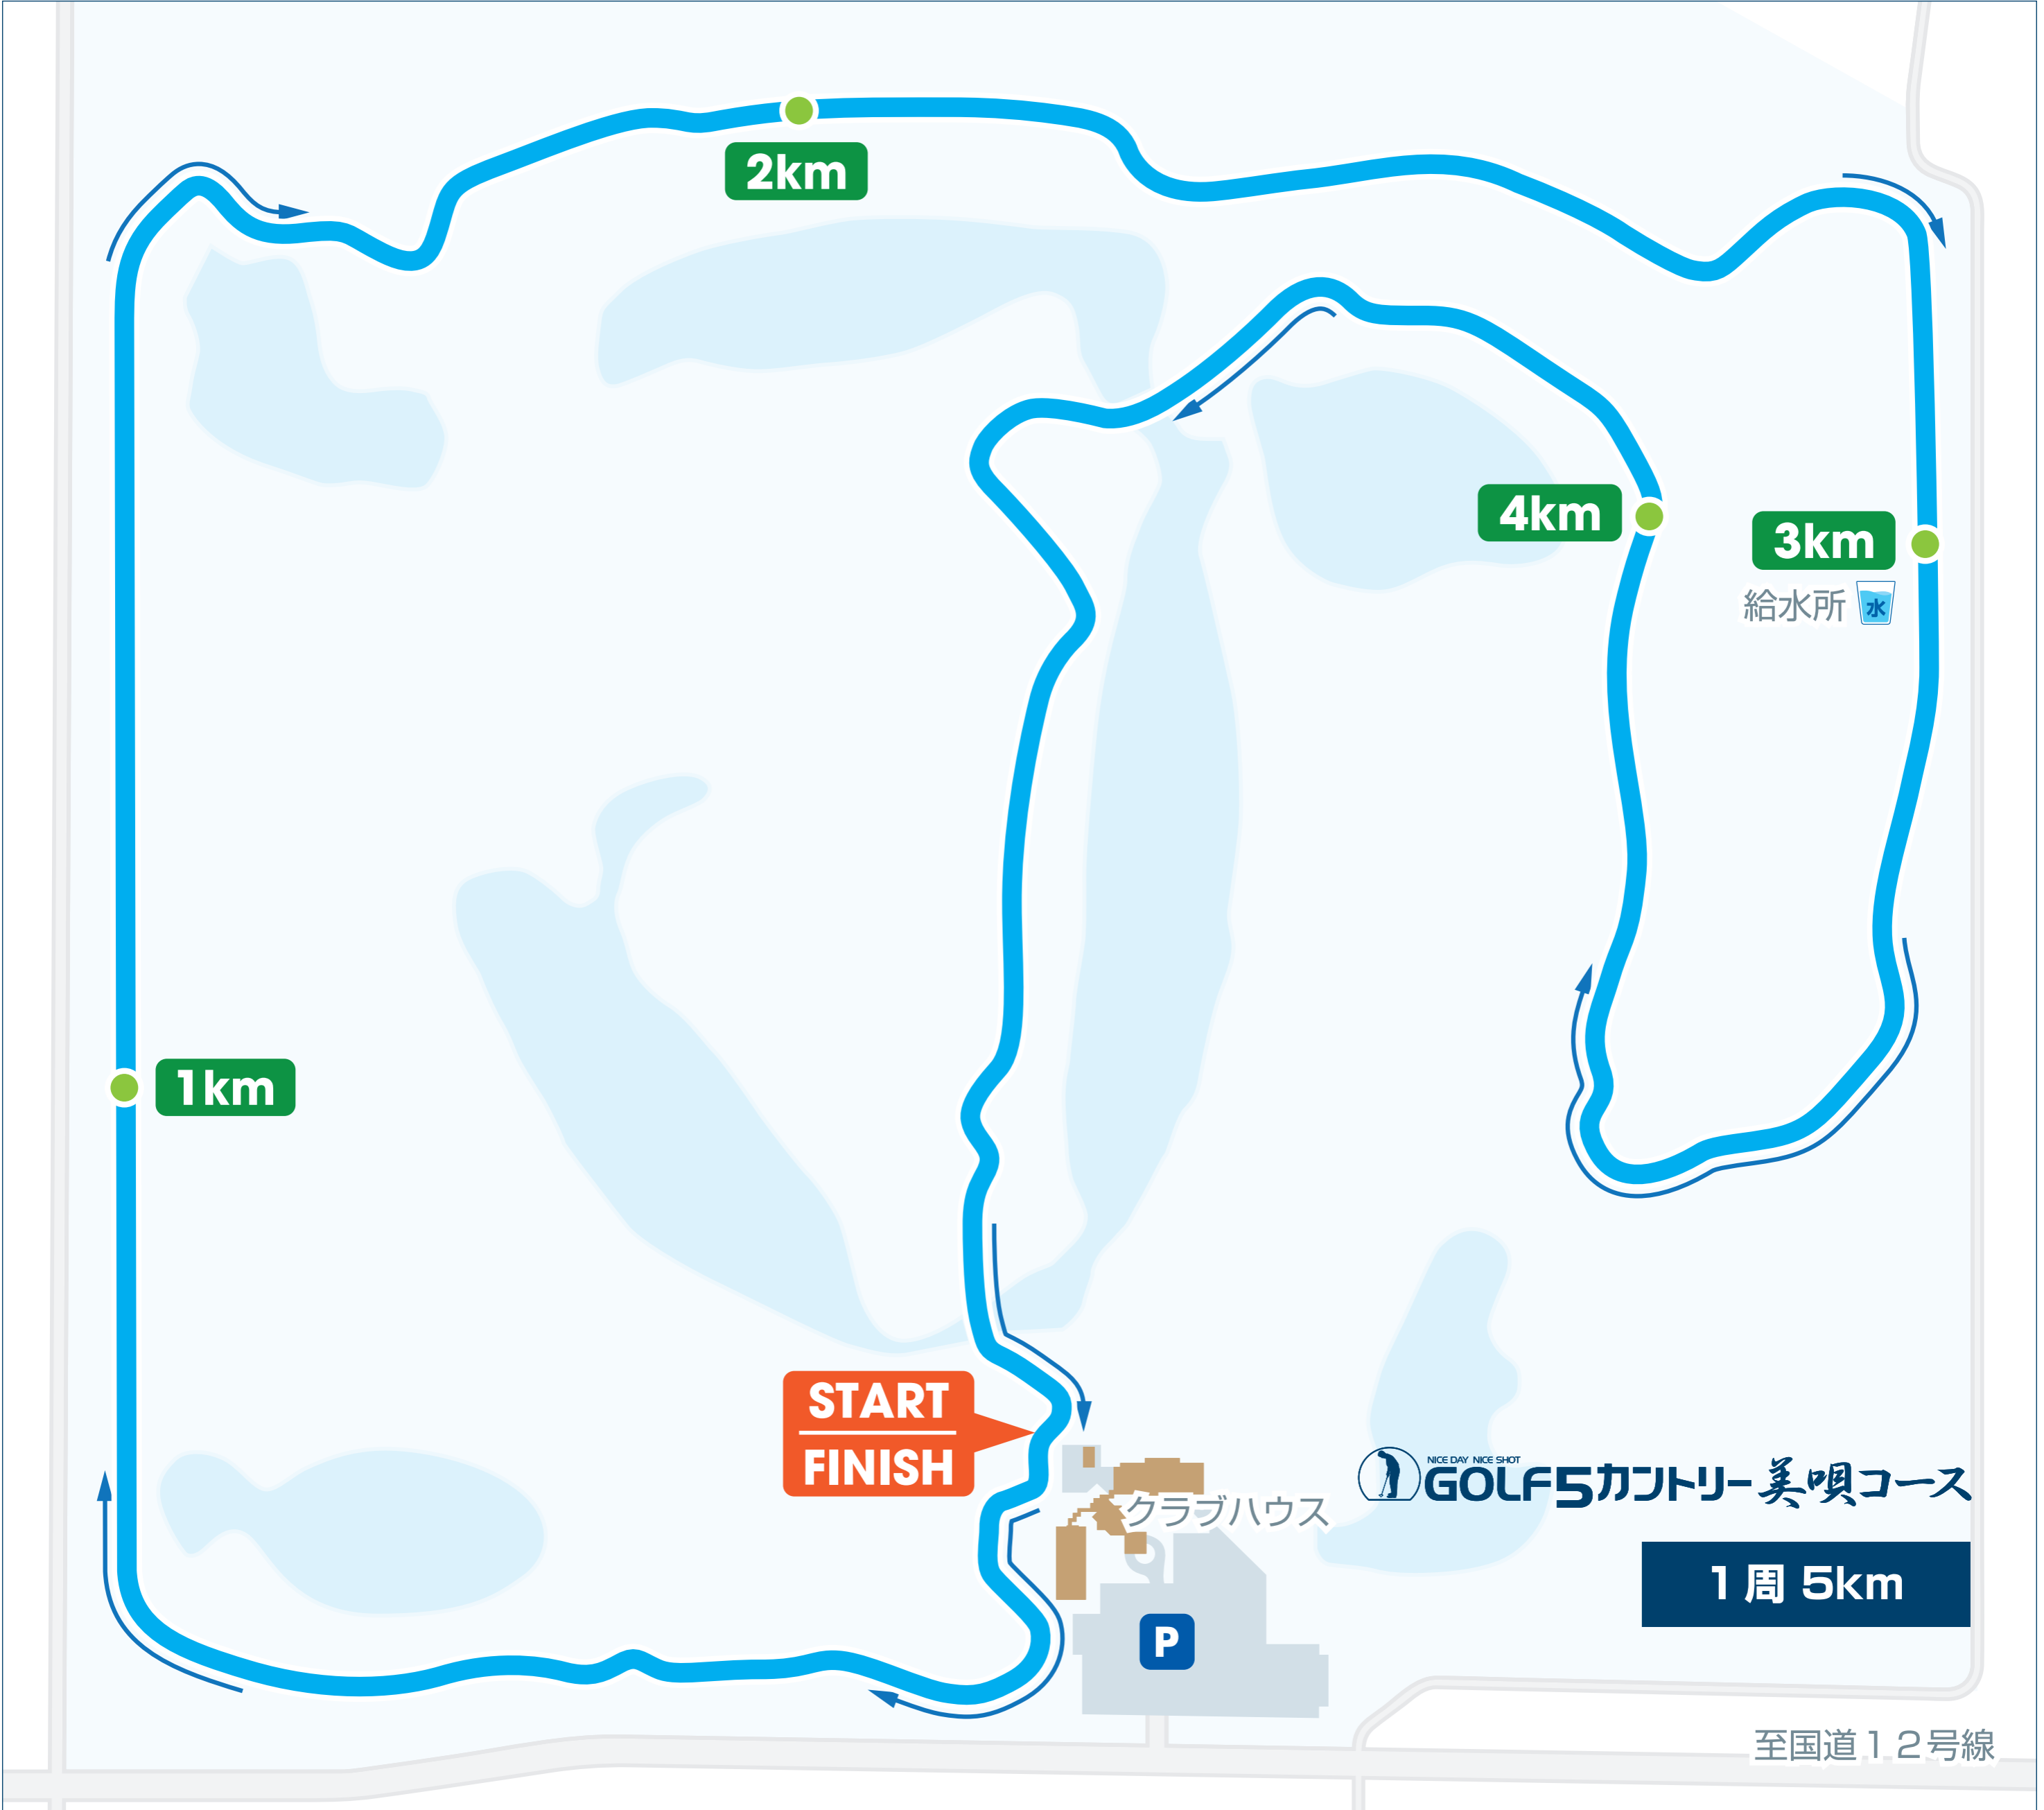 2km
4km
3km
給水所
水
1km
START
FINISH
クラブハウス
NICE DAY NICE SHOT
GOLF5カントリー美唄コース
1周 5km
P
至国道12号線